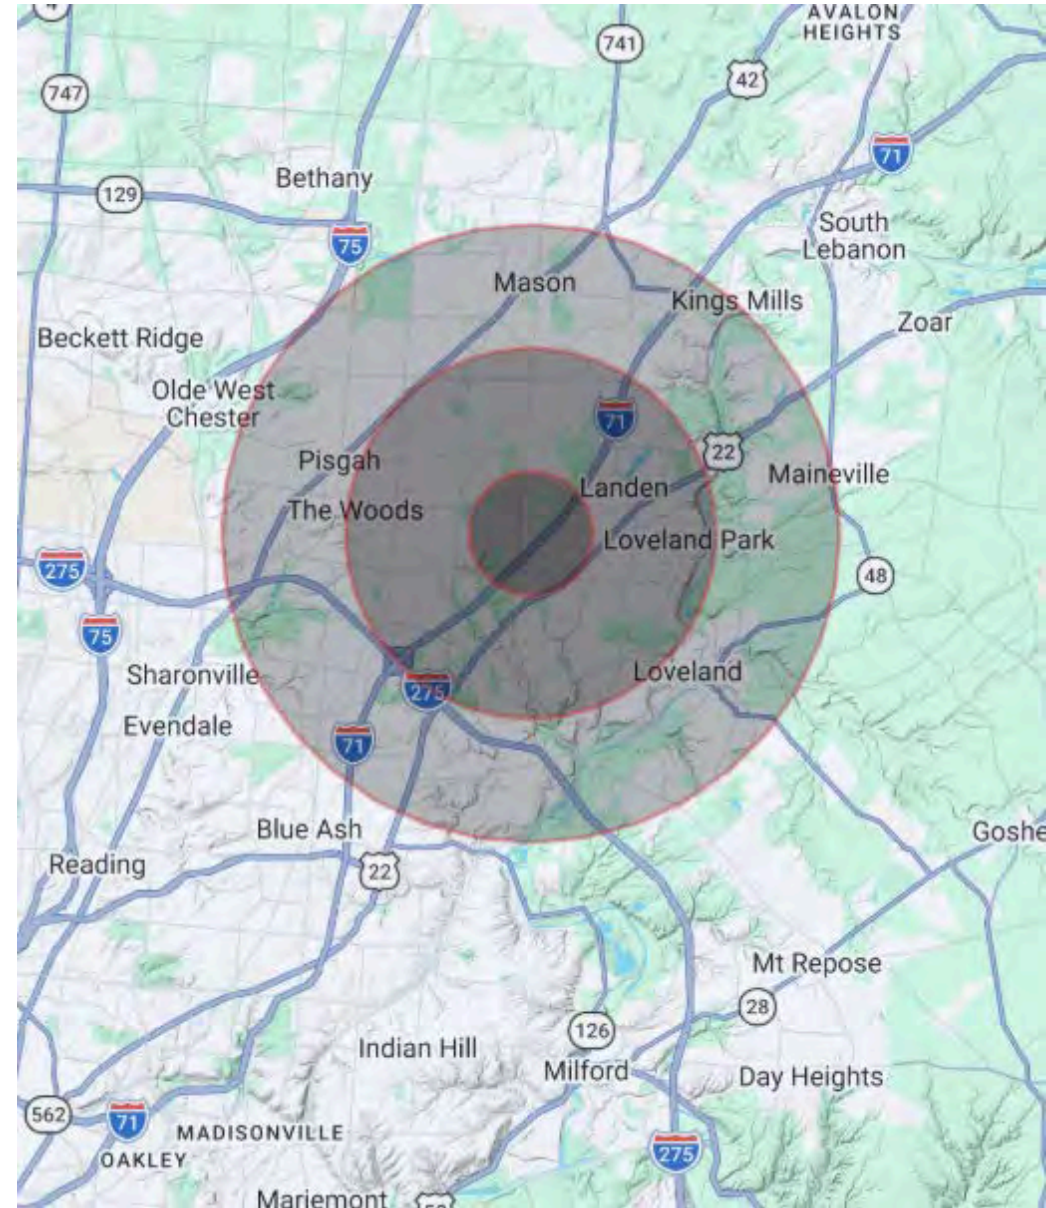 4
AVALON
HEIGHTS
741
42
747
71
Bethany
129
75
South
Lebanon
Mason
Kings Mills
Zoar
Beckett Ridge
Olde West
Chester
71
22
Pisgah
Maineville
Landen
The Woods
Loveland Park
275
48
75
Loveland
Sharonville
275
Evendale
71
Blue Ash
Goshe
Reading
22
Mt Repose
28
126
Indian Hill
Milford
Day Heights
562
71
MADISONVILLE
275
OAKLEY
Mariemont